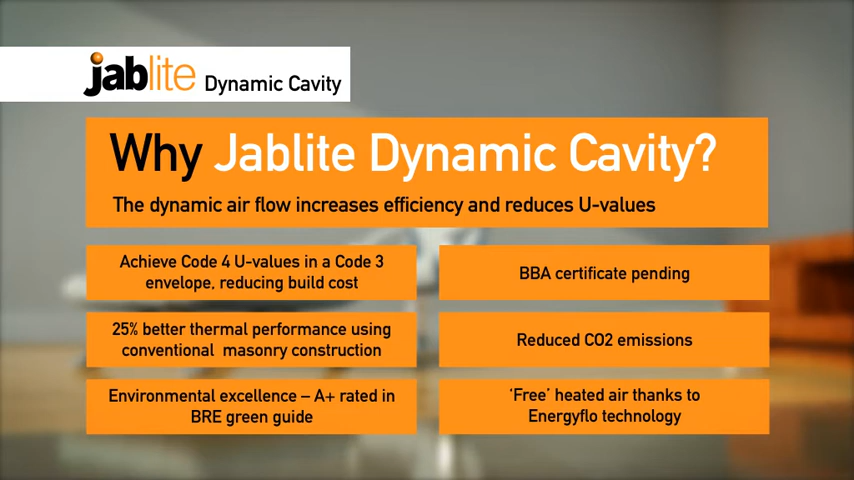 jablite Dynamic Cavity
Why Jablite Dynamic Cavity?
The dynamic air flow increases efficiency and reduces U-values
Achieve Code 4 U-values in a Code 3
envelope, reducing build cost
BBA certificate pending
25% better thermal performance using
conventional masonry construction
Reduced CO2 emissions
Environmental excellence – A+ rated in
BRE green guide
‘Free’ heated air thanks to
Energyflo technology